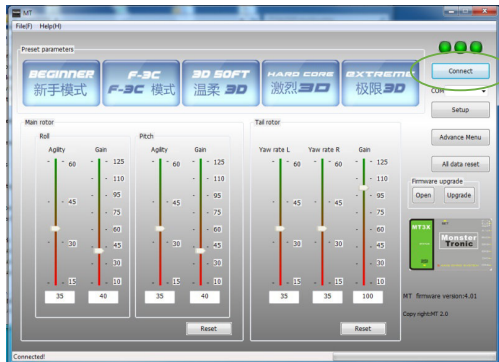 MT
File(F) Help(H)
Preset parameters
BEGINNER
新手模式
F-3C
F-3C 模式
3D SOFT
温柔 3D
HARD CORE
激烈3D
EXTREME
极限3D
Connect
COM
Setup
Advance Menu
All data reset
Firmware upgrade
Open Upgrade
Main rotor
Roll
Agility Gain
60 125
110
95
45 75
60
30 45
30
15 10
35 40
Pitch
Agility Gain
60 125
110
95
45 75
60
30 45
30
15 10
35 40
Reset
Tail rotor
Yaw rate L Yaw rate R Gain
60 60 125
110
95
45 45 75
60
30 30 45
30
15 15 10
35 35 100
Reset
MT3X
Monster
Tronic
MT firmware version:4.01
Copy right:MT 2.0
Connected!